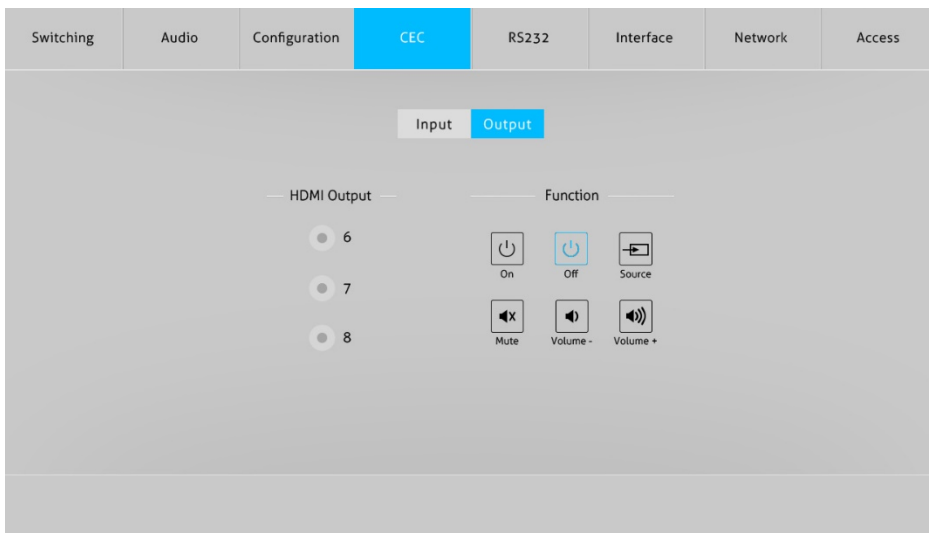 Switching Audio Configuration CEC RS232 Interface Network Access
Input Output
HDMI Output Function
6
On Off Source
7
Mute Volume - Volume +
8